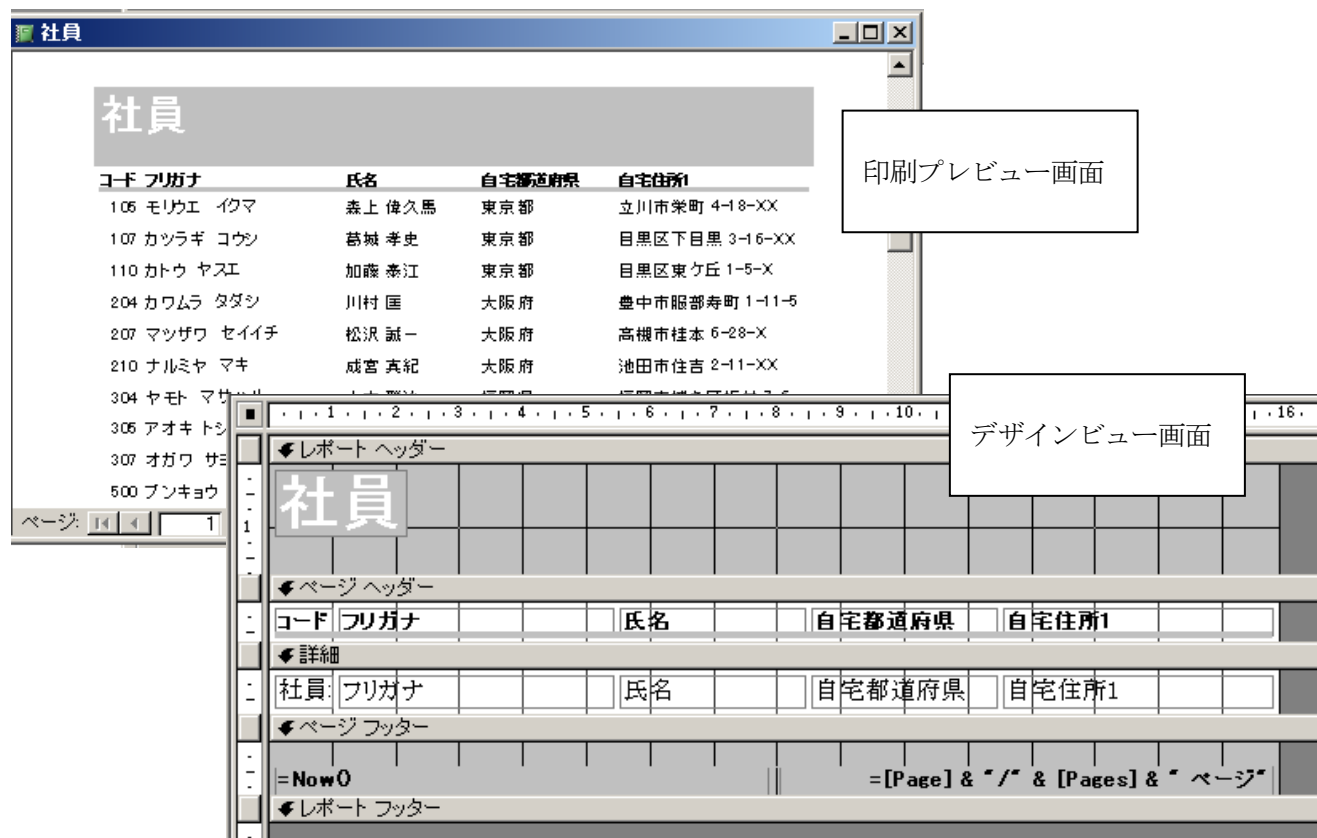 社員
社員
印刷プレビュー画面
コード フリガナ 氏名 自宅都道府県 自宅住所1
105 モリウエ イクマ 森上 偉久馬 東京都 立川市栄町 4-18-XX
107 カツラギ コウシ 葛城 孝史 東京都 目黒区下目黒 3-16-XX
110 カトウ ヤスエ 加藤 泰江 東京都 目黒区東ケ丘 1-5-X
204 カワムラ タダシ 川村 匡 大阪府 豊中市服部寿町 1-11-5
207 マツザワ セイイチ 松沢 誠一 大阪府 高槻市桂本 6-28-X
210 ナルミヤ マキ 成宮 真紀 大阪府 池田市住吉 2-11-XX
304 ヤモト
305 アオキ
307 オガワ
500 ブンキョウ
ページ: 1
デザインビュー画面
1 2 3 4 5 6 7 8 9 10 16
レポート ヘッダー
社員
1
ページ ヘッダー
コード フリガナ 氏名 自宅都道府県 自宅住所1
詳細
社員 フリガナ 氏名 自宅都道府県 自宅住所1
ページ フッター
=Now() =[Page] & "/" & [Pages] & " ページ"
レポート フッター